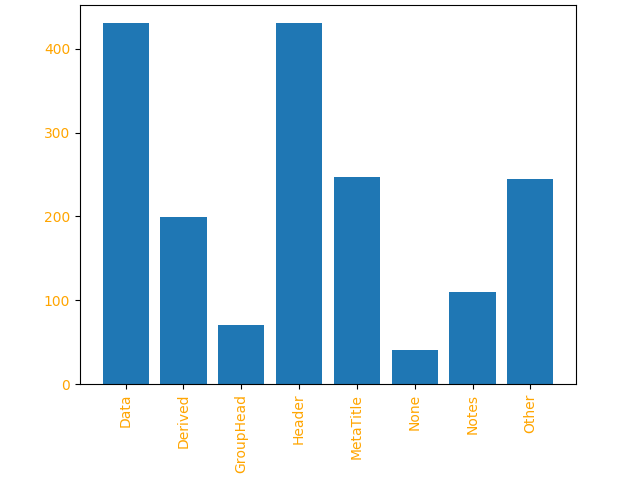 400
300
200
100
0
Data
Derived
GroupHead
Header
MetaTitle
None
Notes
Other